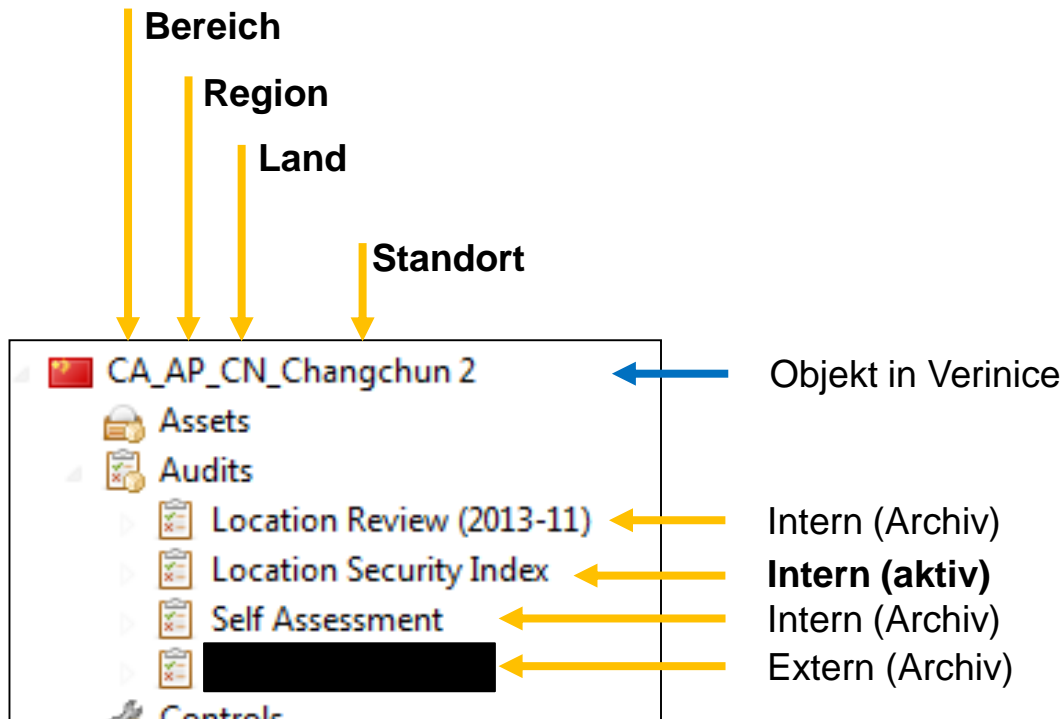 Bereich
Region
Land
Standort
CA_AP_CN_Changchun 2
Objekt in Verinice
Assets
Audits
Location Review (2013-11)
Intern (Archiv)
Location Security Index
Intern (aktiv)
Self Assessment
Intern (Archiv)
Extern (Archiv)
Controls